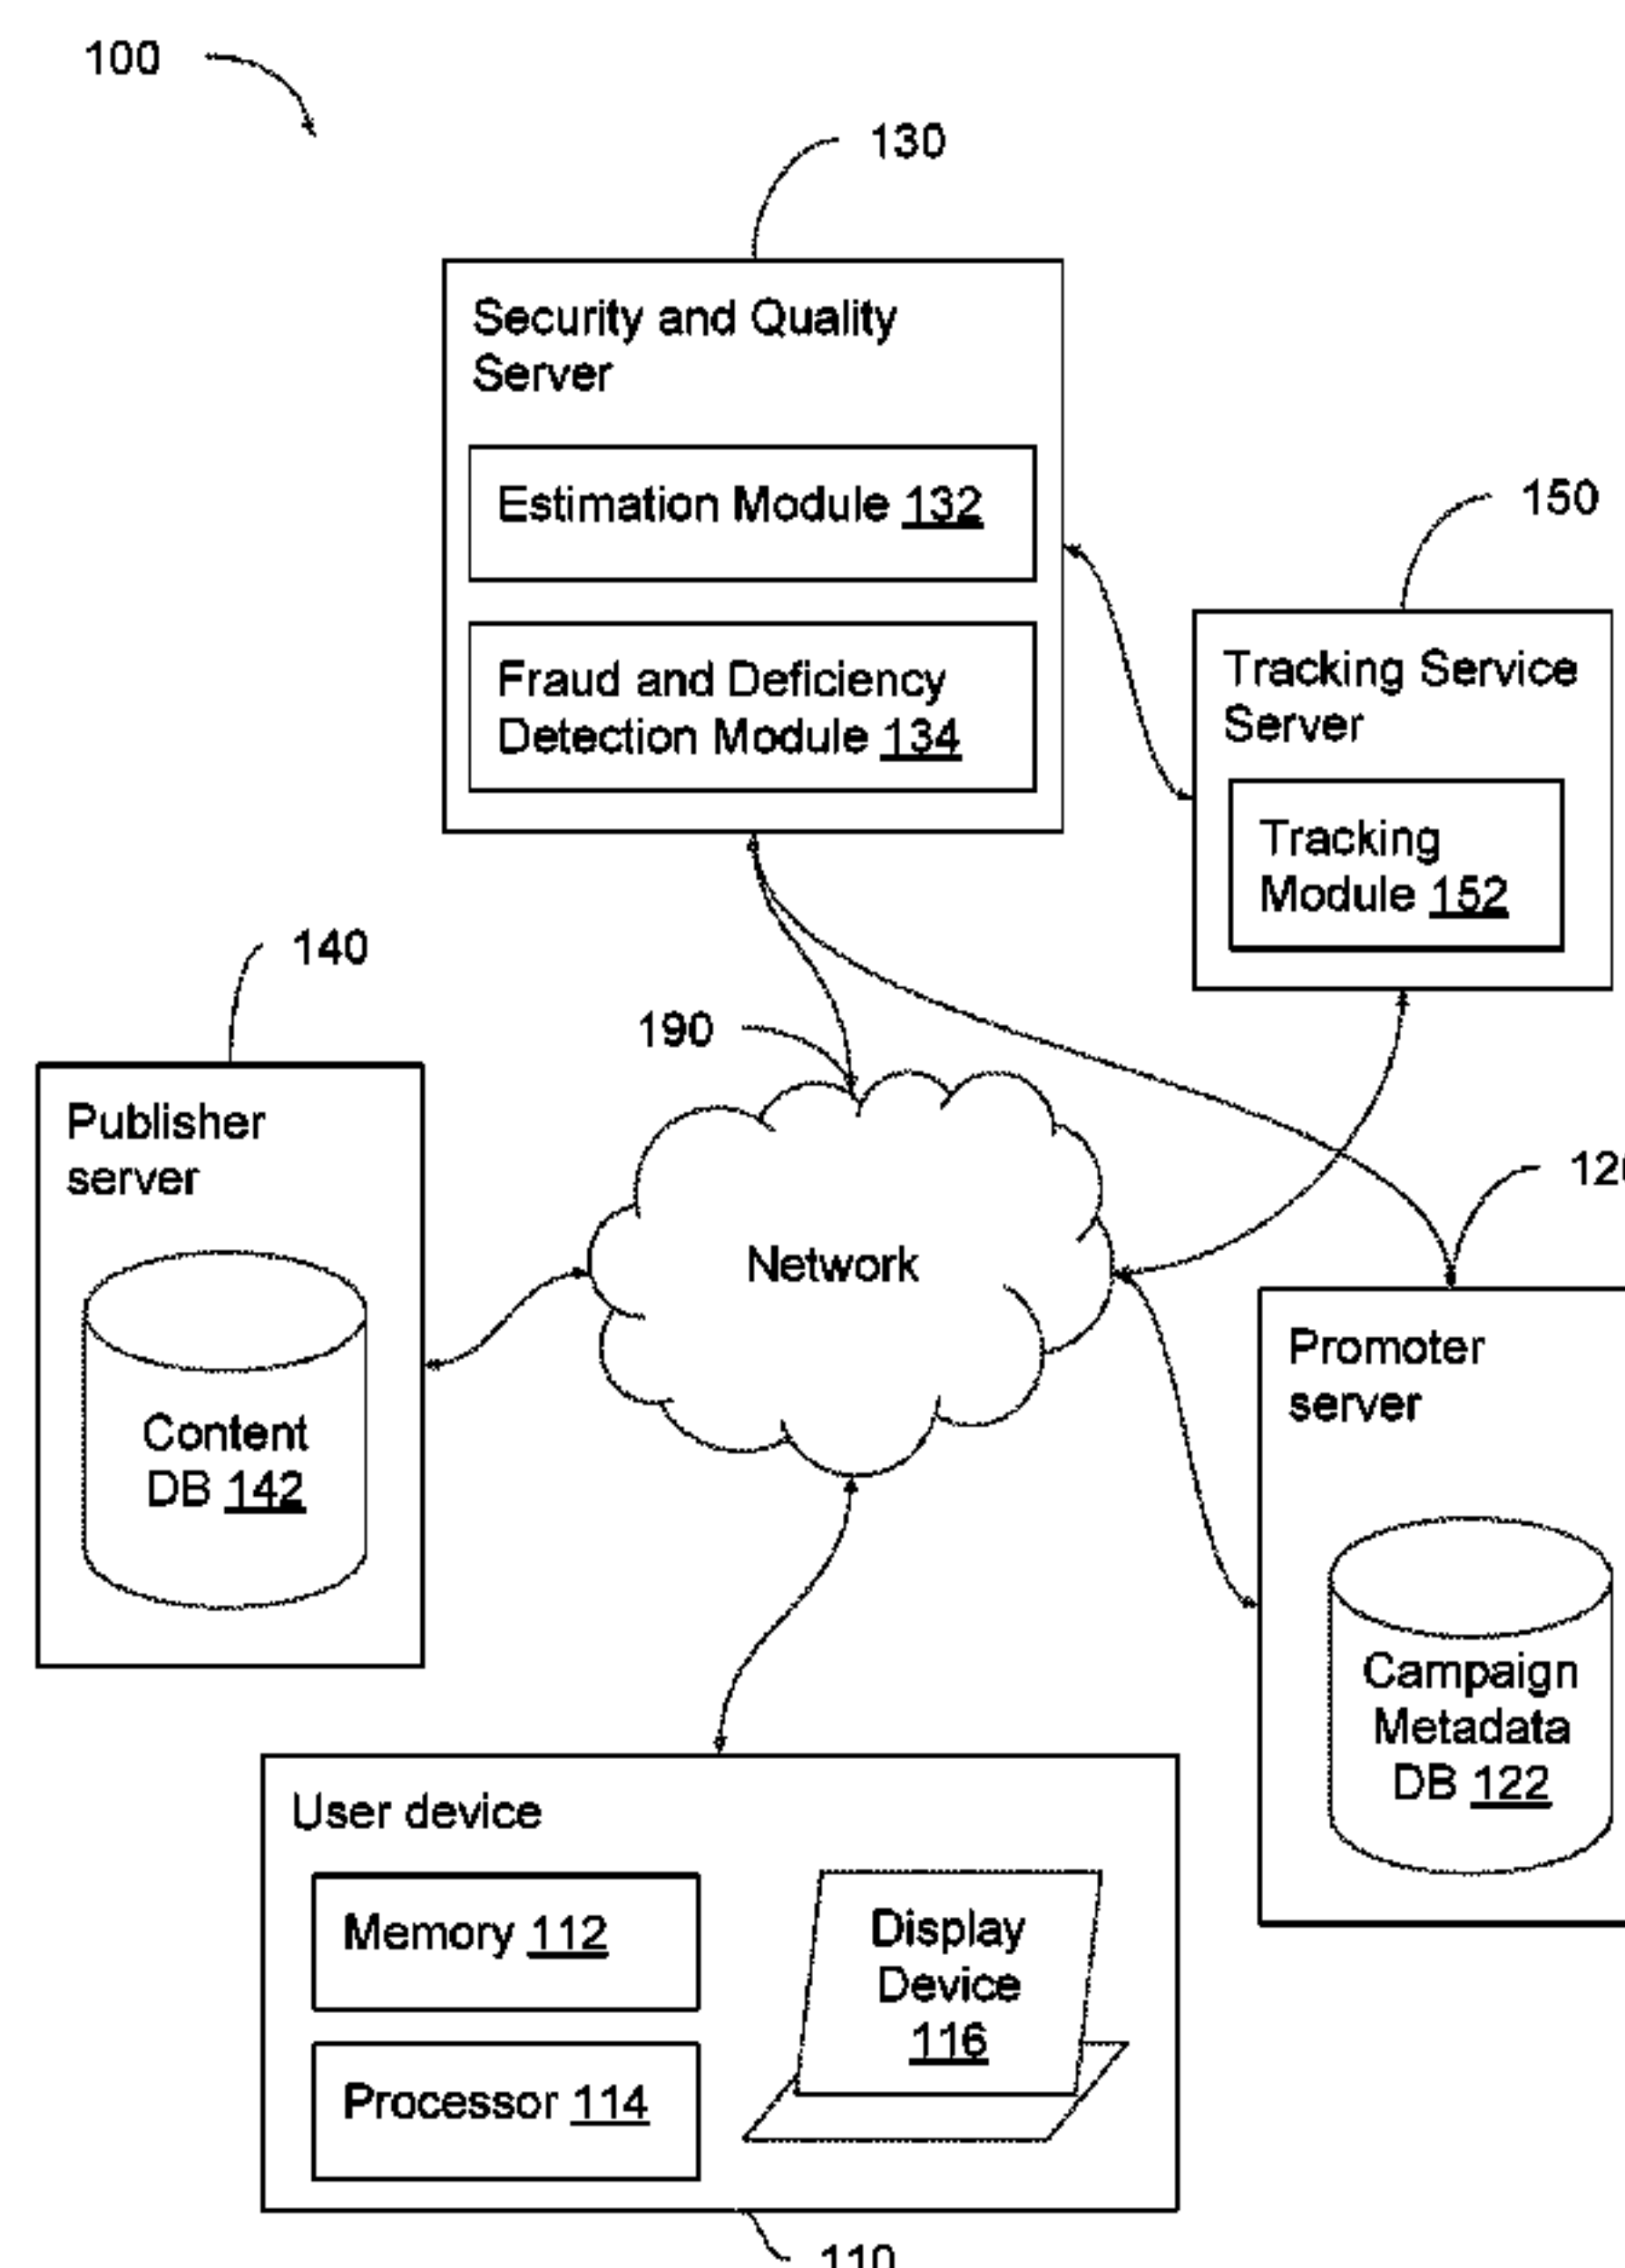 100
130
Security and Quality
Server
Estimation Module 132
Fraud and Deficiency
Detection Module 134
150
Tracking Service
Server
Tracking
Module 152
140
190
Publisher
server
Content
DB 142
Network
120
Promoter
server
Campaign
Metadata
DB 122
User device
Memory 112
Processor 114
Display
Device
116
110